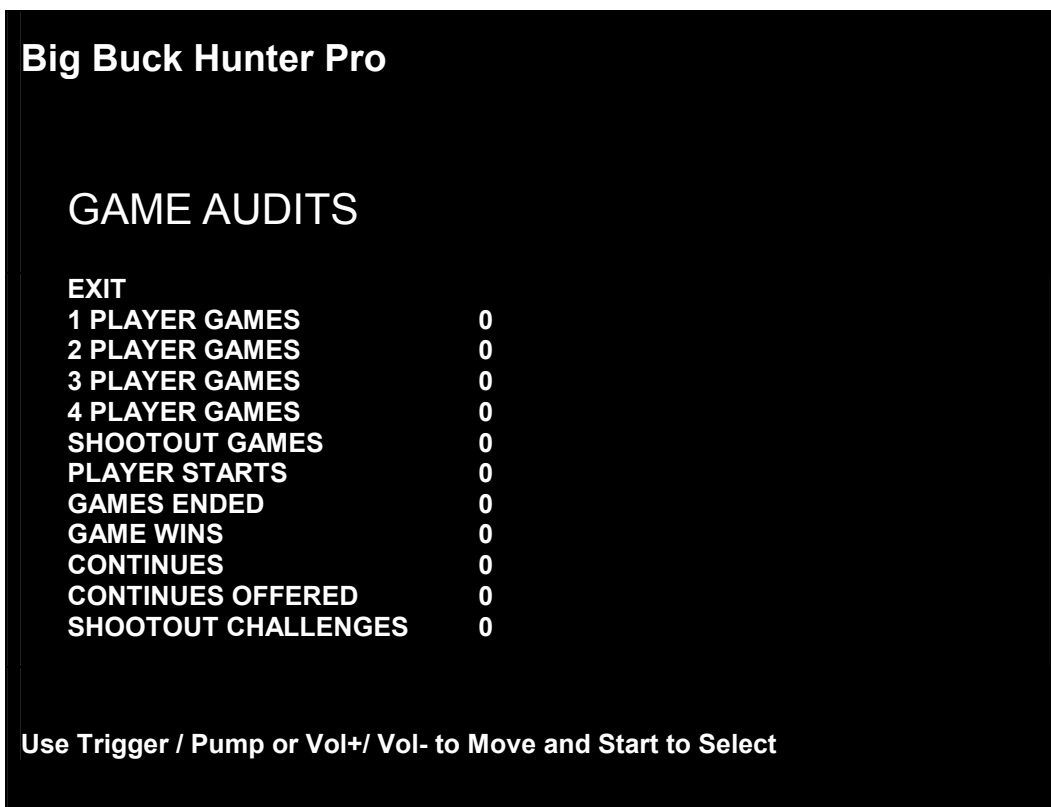 Big Buck Hunter Pro
GAME AUDITS
EXIT
1 PLAYER GAMES 0
2 PLAYER GAMES 0
3 PLAYER GAMES 0
4 PLAYER GAMES 0
SHOOTOUT GAMES 0
PLAYER STARTS 0
GAMES ENDED 0
GAME WINS 0
CONTINUES 0
CONTINUES OFFERED 0
SHOOTOUT CHALLENGES 0
Use Trigger / Pump or Vol+/ Vol- to Move and Start to Select